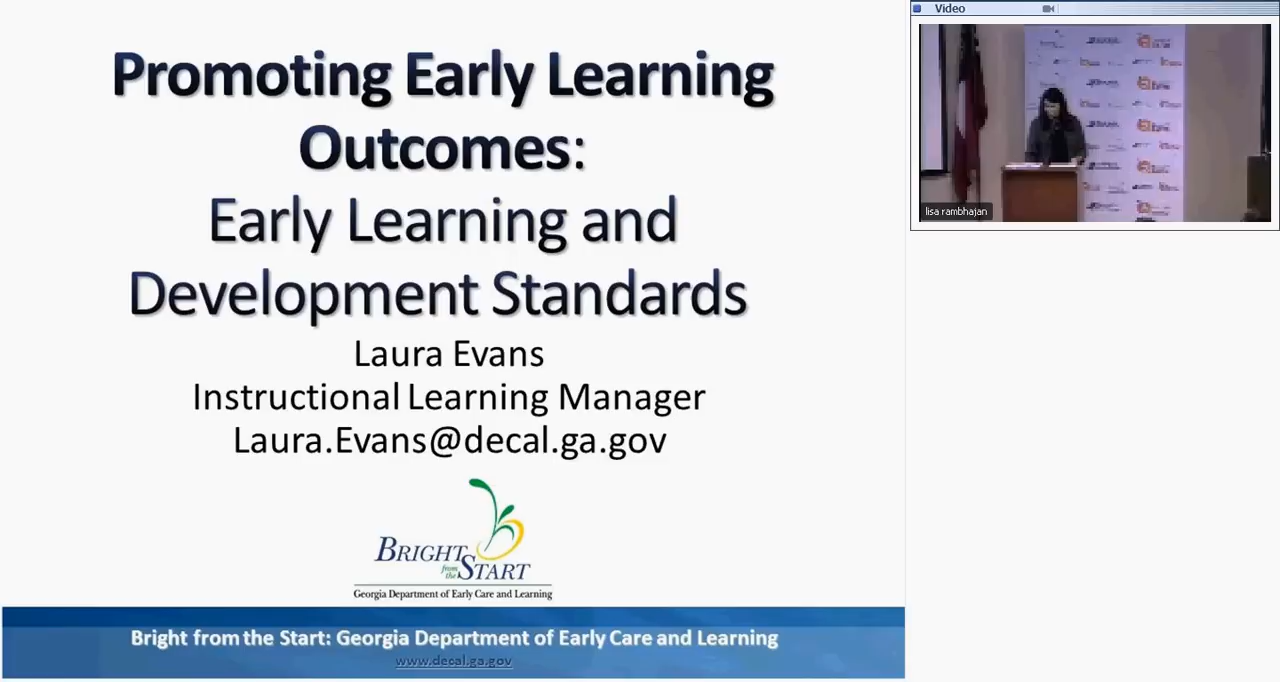 Promoting Early Learning
Outcomes:
Early Learning and
Development Standards
Laura Evans
Instructional Learning Manager
Laura.Evans@decal.ga.gov
BRIGHT
from
the START
Georgia Department of Early Care and Learning
Bright from the Start: Georgia Department of Early Care and Learning
www.decal.ga.gov
Video
lisa rambhajan